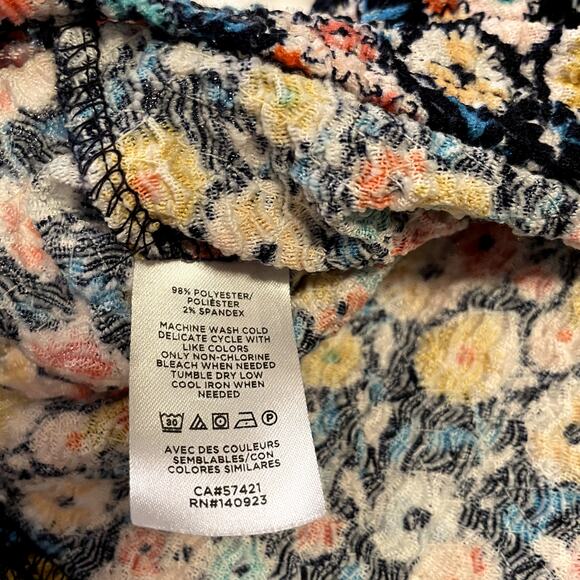 98% POLYESTER/
POLIÉSTER
2% SPANDEX
MACHINE WASH COLD
DELICATE CYCLE WITH
LIKE COLORS
ONLY NON-CHLORINE
BLEACH WHEN NEEDED
TUMBLE DRY LOW
COOL IRON WHEN
NEEDED
30 P
AVEC DES COULEURS
SEMBLABLES/CON
COLORES SIMILARES
CA#57421
RN#140923